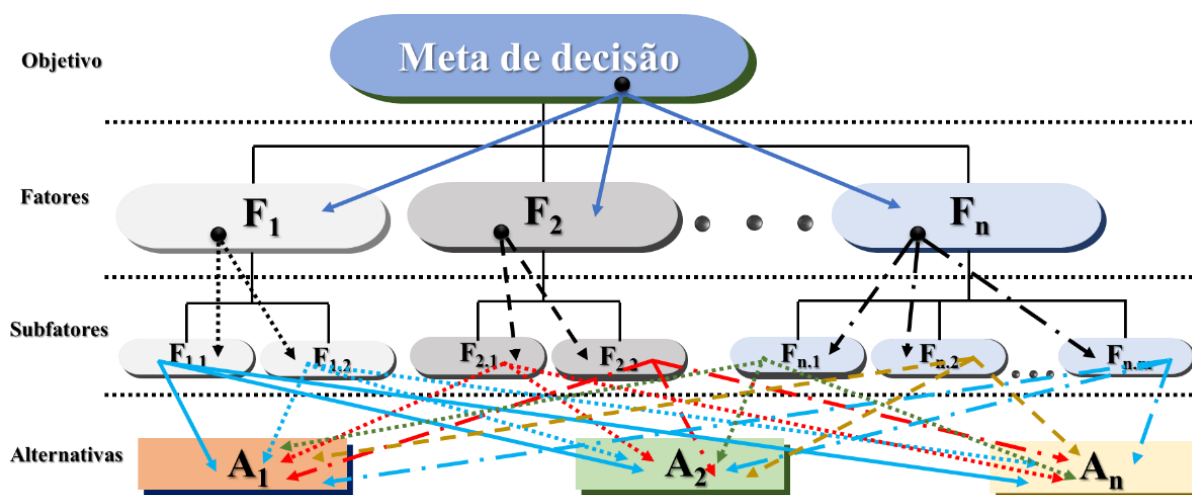 Objetivo
Meta de decisão
Fatores
F1
F2
Fn
Subfatores
F1.1
F1.2
F2.1
F2.2
Fn.1
Fn.2
Fn.m
Alternativas
A1
A2
An